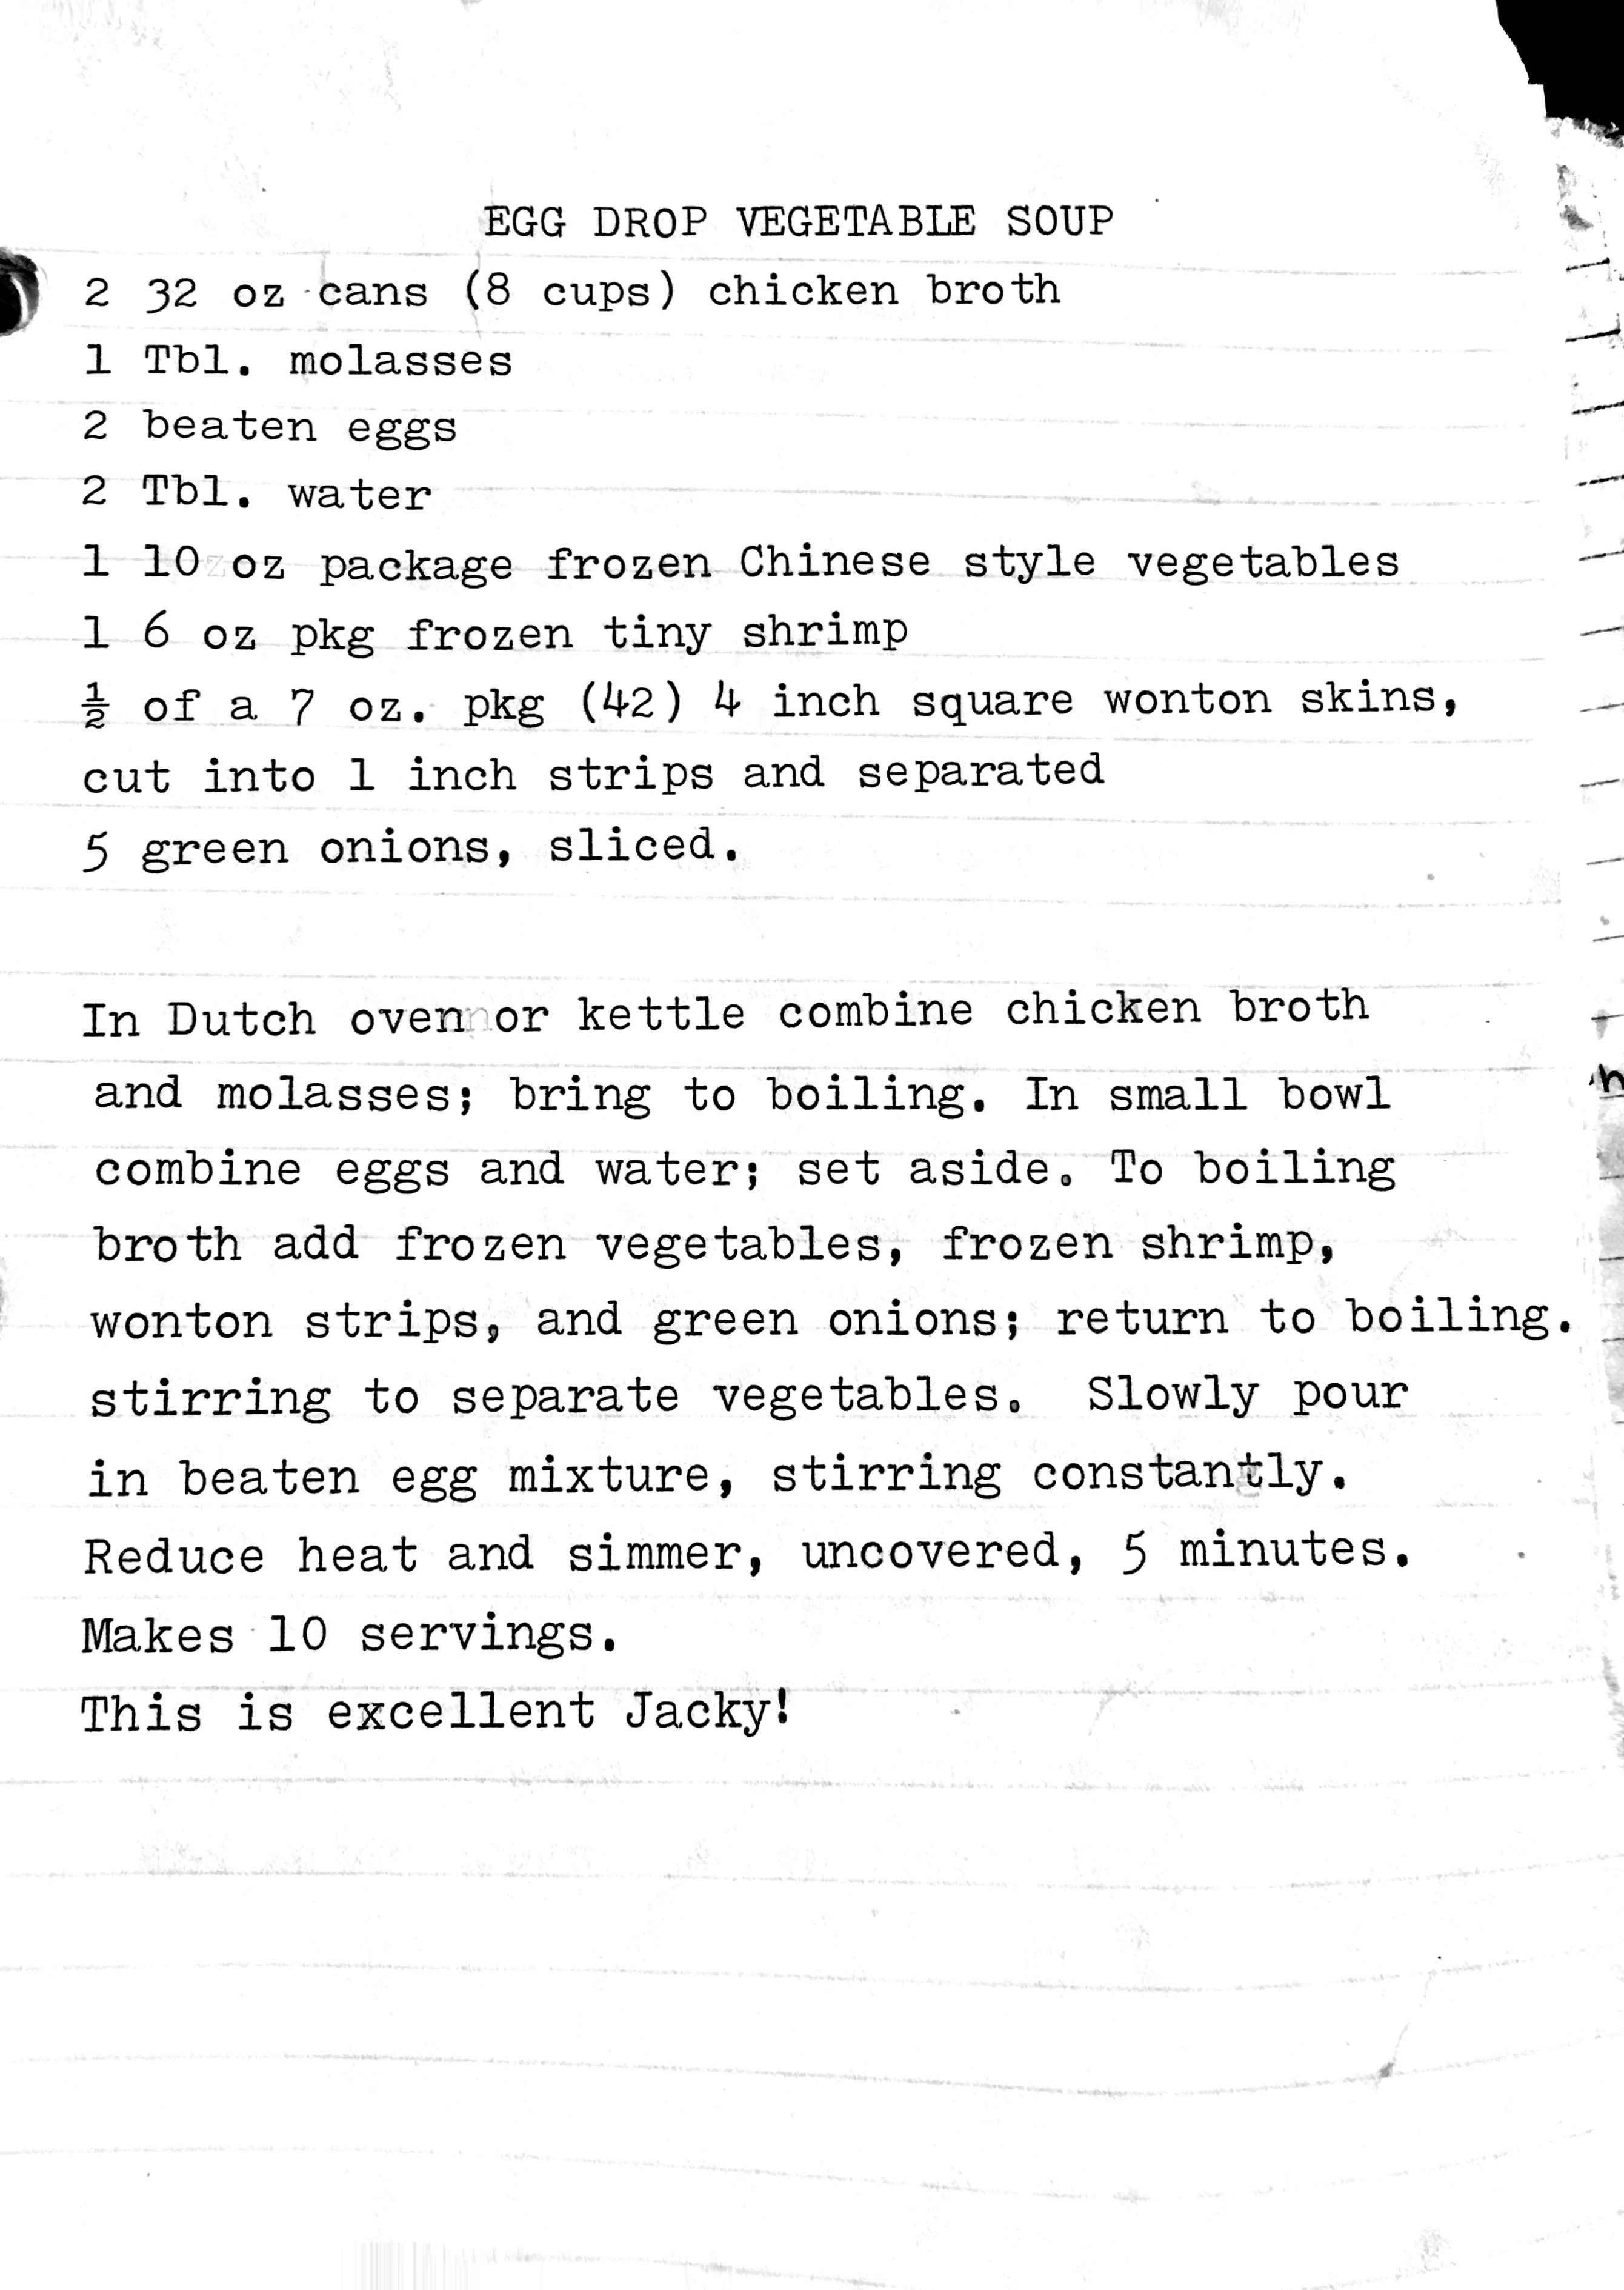 EGG DROP VEGETABLE SOUP
2 32 oz cans (8 cups) chicken broth
1 Tbl. molasses
2 beaten eggs
2 Tbl. water
1 10 oz package frozen Chinese style vegetables
1 6 oz pkg frozen tiny shrimp
½ of a 7 oz. pkg (42) 4 inch square wonton skins,
cut into 1 inch strips and separated
5 green onions, sliced.
In Dutch oven or kettle combine chicken broth
and molasses; bring to boiling. In small bowl
combine eggs and water; set aside. To boiling
broth add frozen vegetables, frozen shrimp,
wonton strips, and green onions; return to boiling.
stirring to separate vegetables. Slowly pour
in beaten egg mixture, stirring constantly.
Reduce heat and simmer, uncovered, 5 minutes.
Makes 10 servings.
This is excellent Jacky!